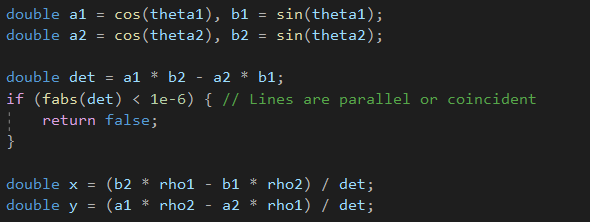 double a1 = cos(theta1), b1 = sin(theta1);
double a2 = cos(theta2), b2 = sin(theta2);
double det = a1 * b2 - a2 * b1;
if (fabs(det) < 1e-6) { // Lines are parallel or coincident
    return false;
}
double x = (b2 * rho1 - b1 * rho2) / det;
double y = (a1 * rho2 - a2 * rho1) / det;